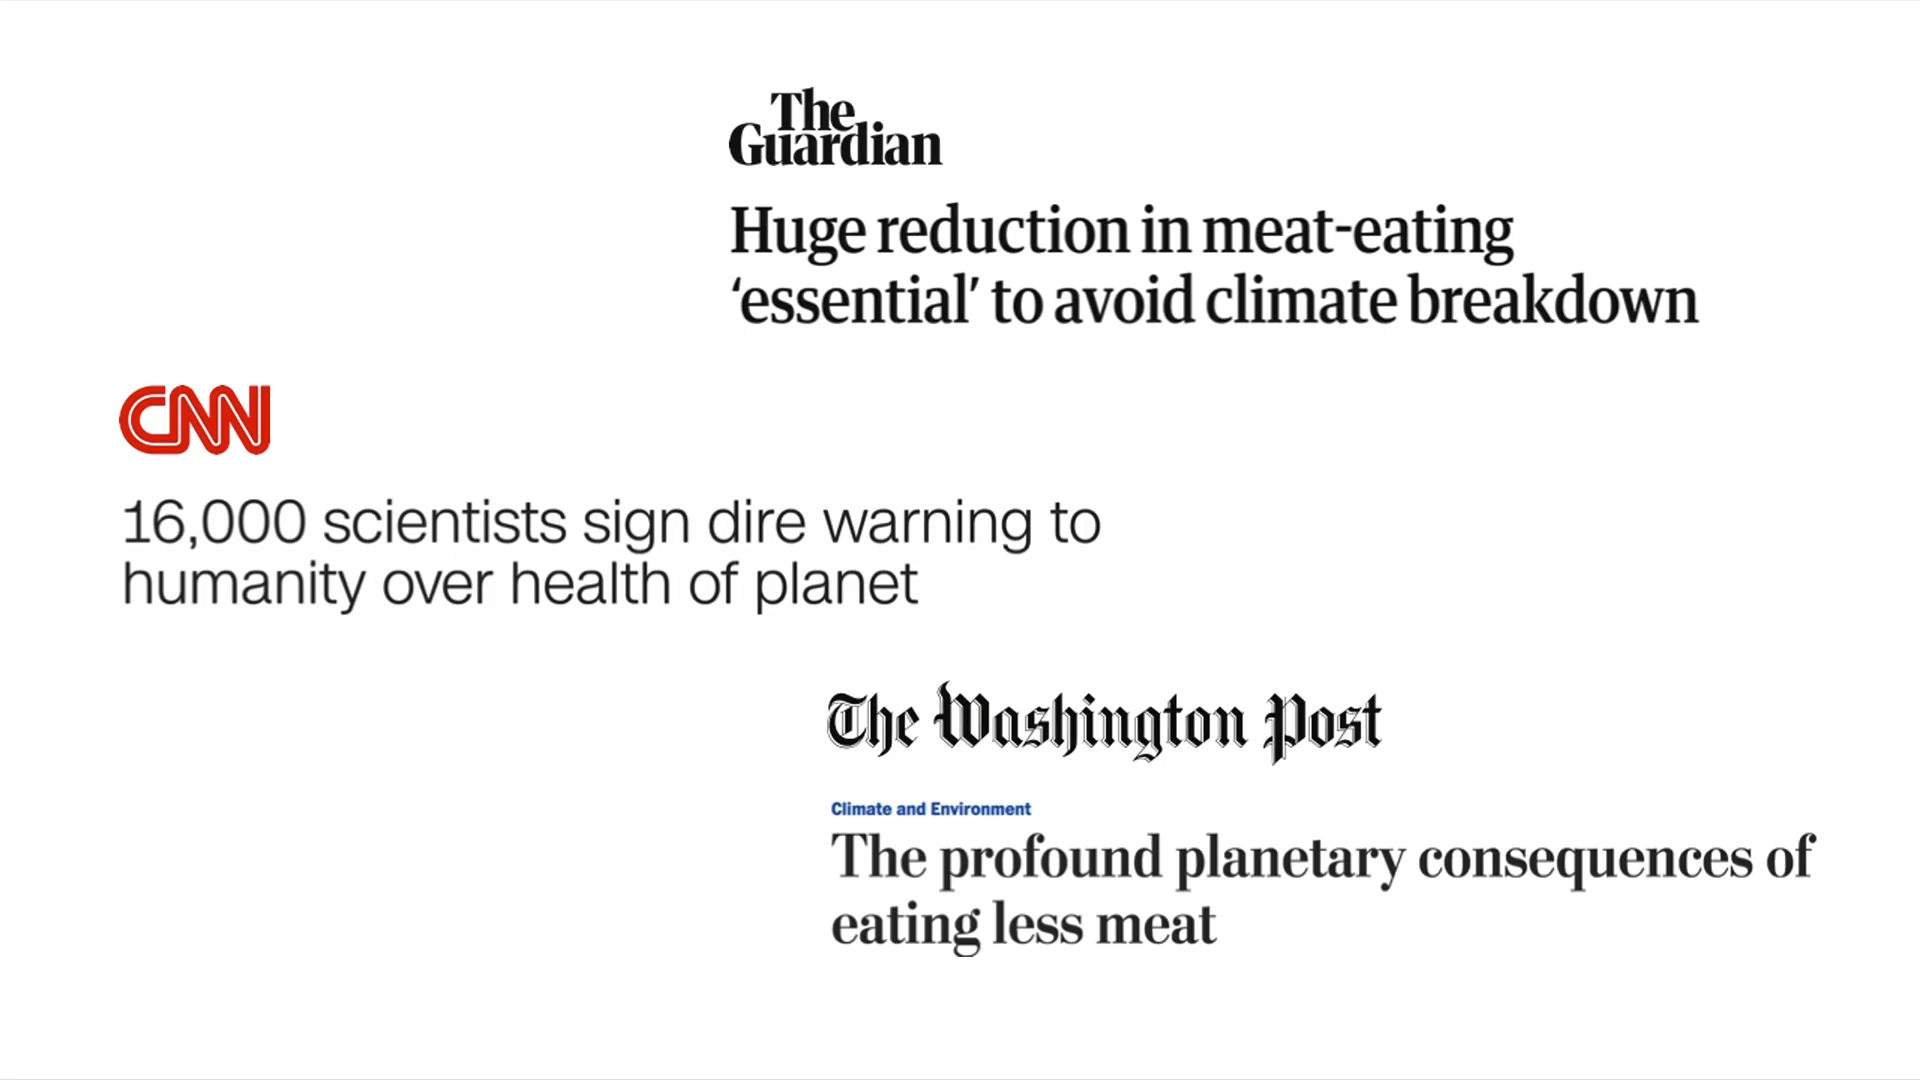 The
Guardian
Huge reduction in meat-eating
‘essential’ to avoid climate breakdown
CNN
16,000 scientists sign dire warning to
humanity over health of planet
The Washington Post
Climate and Environment
The profound planetary consequences of
eating less meat